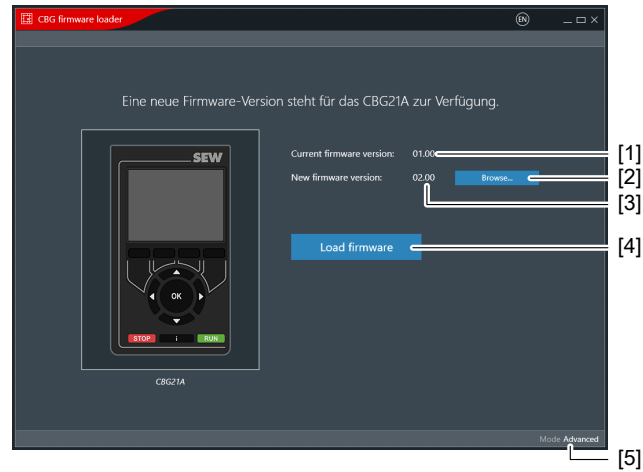 CBG firmware loader
EN
Eine neue Firmware-Version steht für das CBG21A zur Verfügung.
SEW
Current firmware version: 01.00 [1]
New firmware version: 02.00 Browse... [2]
[3]
Load firmware [4]
OK
STOP i RUN
CBG21A
Mode Advanced
[5]